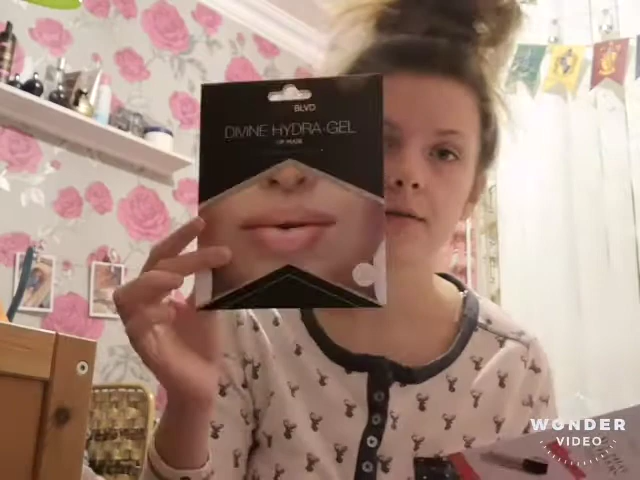 BLVD
DIVINE HYDRA-GEL
LIP MASK
WONDER
VIDEO